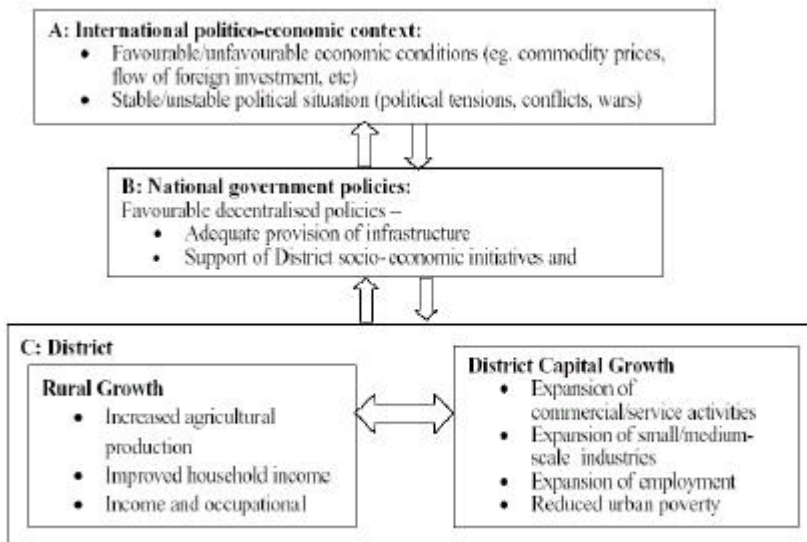 A: International politico-economic context:
• Favourable/unfavourable economic conditions (eg. commodity prices,
flow of foreign investment, etc)
• Stable/unstable political situation (political tensions, conflicts, wars)
B: National government policies:
Favourable decentralised policies –
• Adequate provision of infrastructure
• Support of District socio-economic initiatives and
C: District
Rural Growth
• Increased agricultural
production
• Improved household income
• Income and occupational
District Capital Growth
• Expansion of
commercial/service activities
• Expansion of small/medium-
scale industries
• Expansion of employment
• Reduced urban poverty